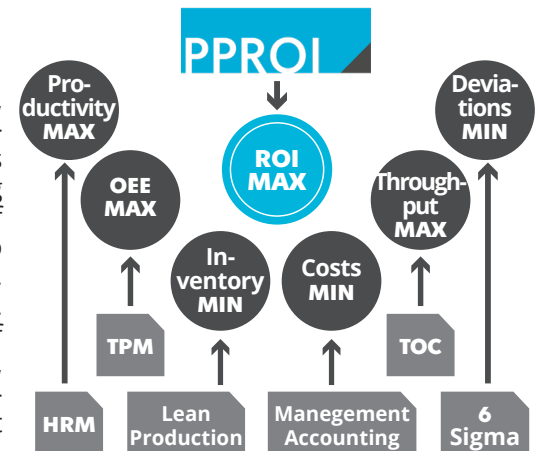 PPROI
Pro-
ductivity
MAX
Devia-
tions
MIN
ROI
MAX
OEE
MAX
Through-
put
MAX
In-
ventory
MIN
Costs
MIN
TPM
TOC
HRM
Lean
Production
Manegement
Accounting
6
Sigma